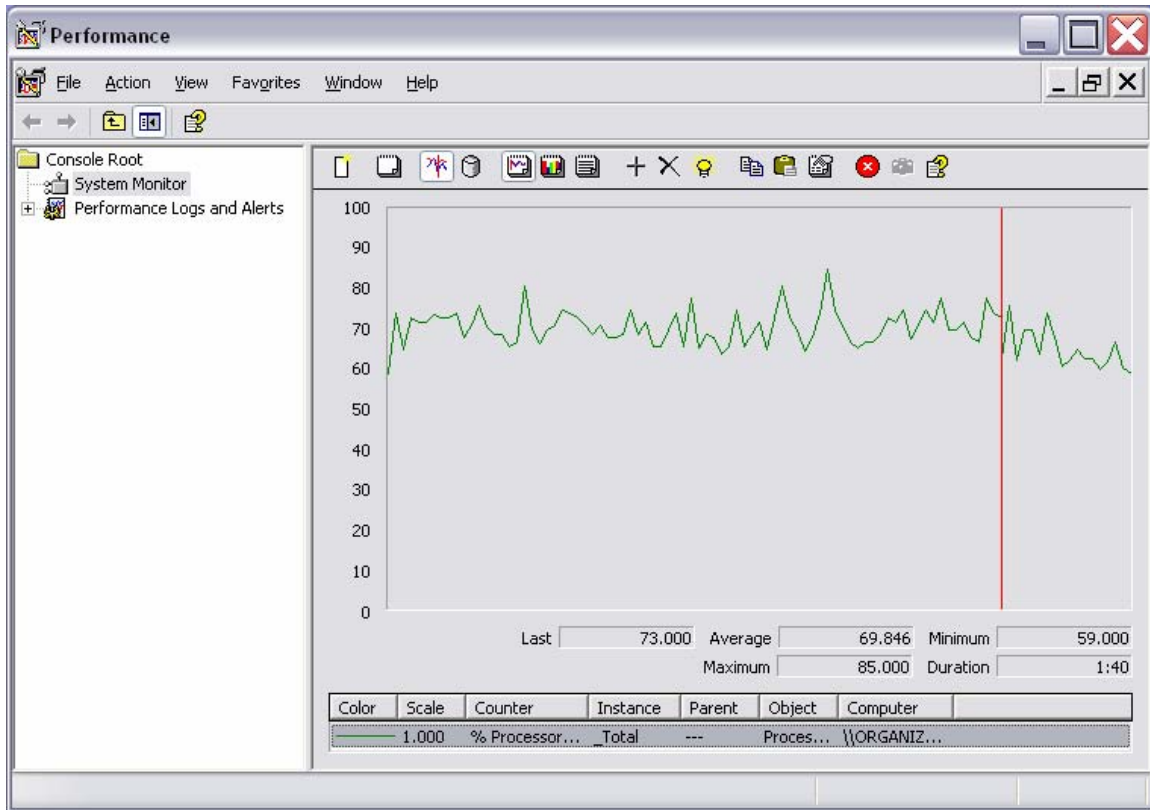 Performance
File Action View Favorites Window Help
Console Root
System Monitor
Performance Logs and Alerts
100
90
80
70
60
50
40
30
20
10
0
Last 73.000 Average 69.846 Minimum 59.000
Maximum 85.000 Duration 1:40
Color Scale Counter Instance Parent Object Computer
1.000 % Processor... _Total --- Proces... \\ORGANIZ...